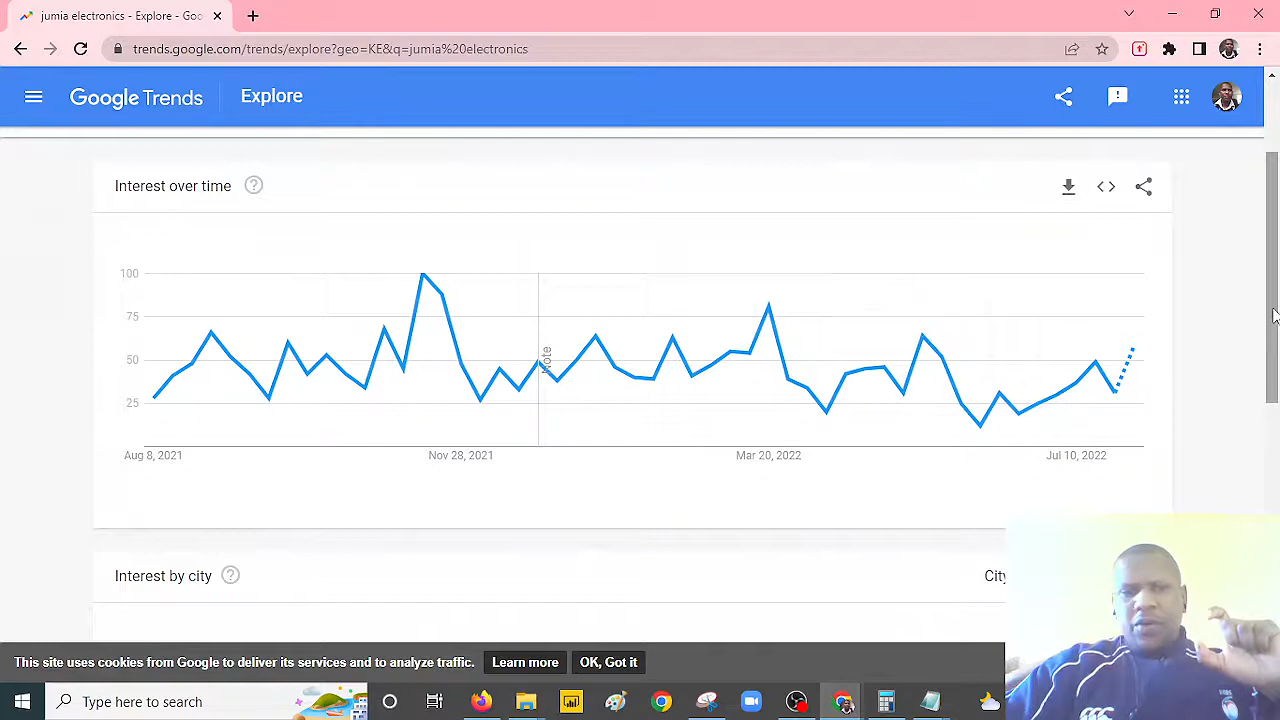 jumia electronics - Explore - Goo
trends.google.com/trends/explore?geo=KE&q=jumia%20electronics
Google Trends
Explore
Interest over time
100
75
50
25
Note
Aug 8, 2021
Nov 28, 2021
Mar 20, 2022
Jul 10, 2022
Interest by city
City
This site uses cookies from Google to deliver its services and to analyze traffic.
Learn more
OK, Got it
Type here to search